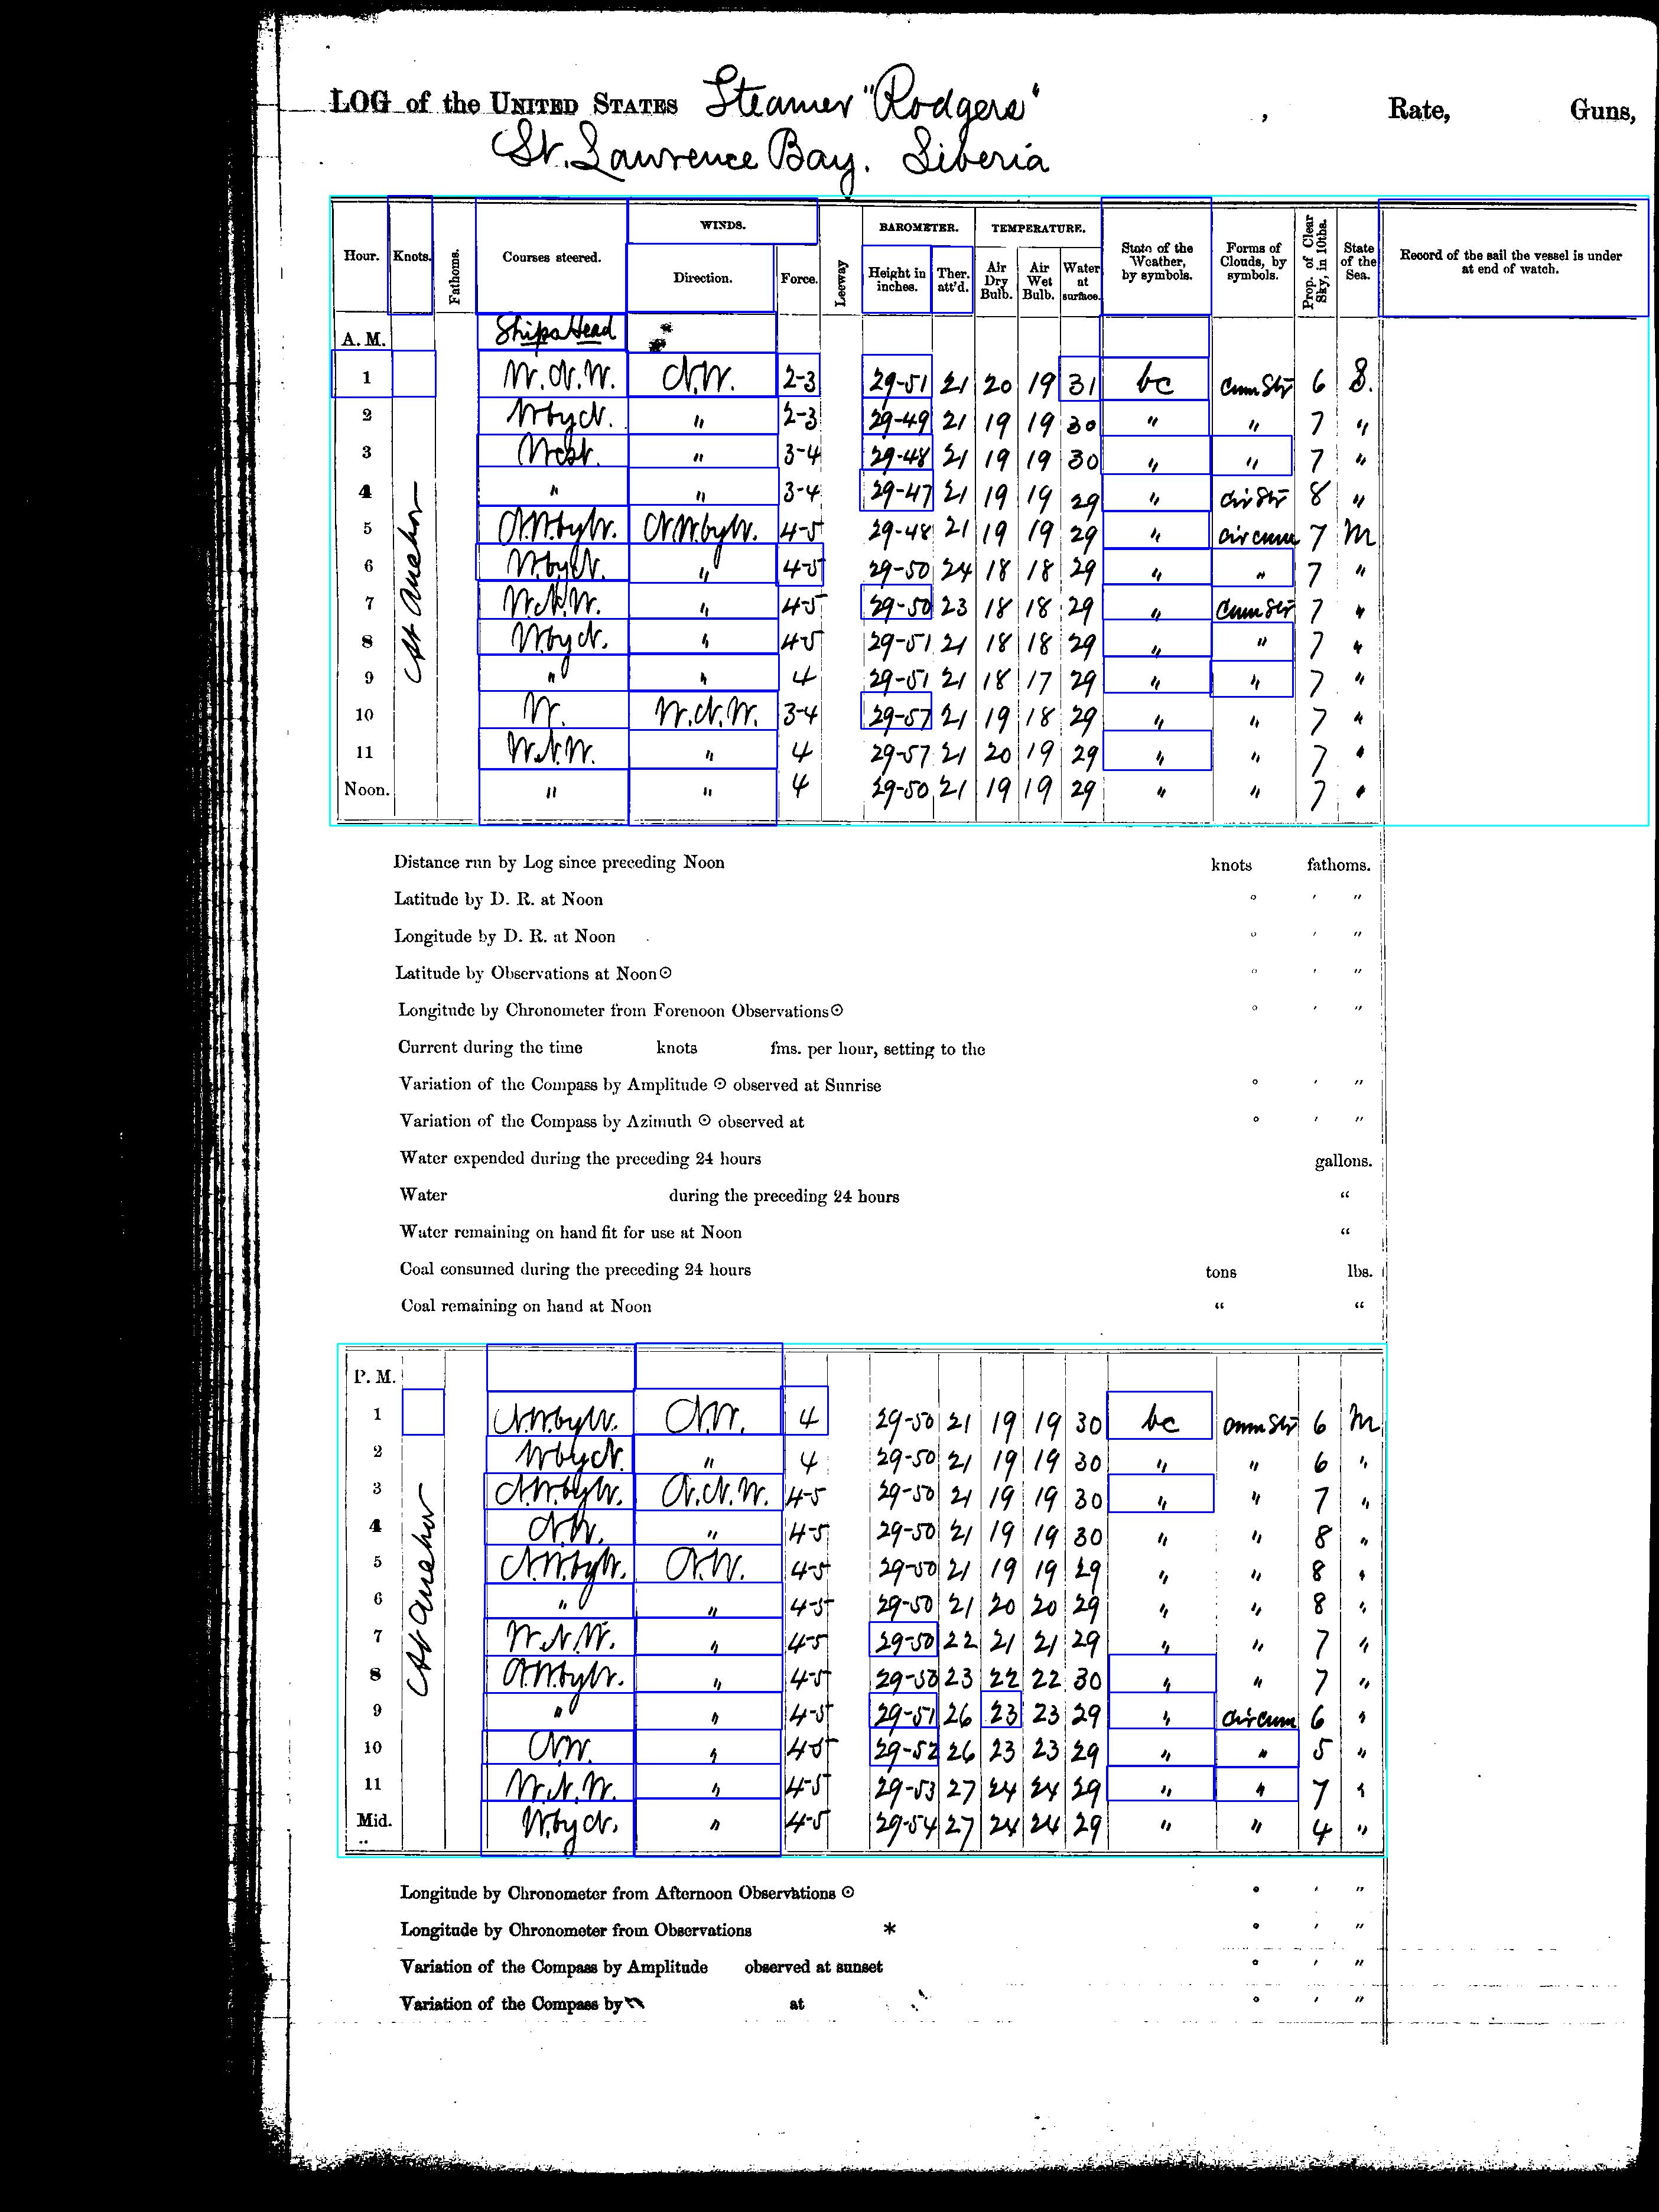 LOG of the UNITED STATES Steamer "Rodgers" , Rate, Guns,
St. Lawrence Bay. Siberia
Hour. Knots. Fathoms. Courses steered. WINDS. Direction. Force. Leeway BAROMETER. Height in inches. Ther. att'd. TEMPERATURE. Air Dry Bulb. Air Wet Bulb. Water at surface. State of the Weather, by symbols. Forms of Clouds, by symbols. Prop. of Clear Sky, in 10ths. State of the Sea. Record of the sail the vessel is under at end of watch.
A. M. Ships Head
At Anchor
1 W.N.W. N.W. 2-3 29-51 21 20 19 31 bc Cum Str 6 S.
2 W by N. " 2-3 29-49 21 19 19 30 " " 7 "
3 West. " 3-4 29-48 21 19 19 30 " " 7 "
4 " " 3-4 29-47 21 19 19 29 " Cir Str 8 "
5 N.W. by W. N.W. by W. 4-5 29-48 21 19 19 29 " Cir cum 7 M
6 W. by N. " 4-5 29-50 24 18 18 29 " " 7 "
7 W.N.W. " 4-5 29-50 23 18 18 29 " Cum Str 7 "
8 W. by N. " 4-5 29-51 21 18 18 29 " " 7 "
9 " " 4 29-51 21 18 17 29 " " 7 "
10 W. W.N.W. 3-4 29-57 21 19 18 29 " " 7 "
11 W.N.W. " 4 29-57 21 20 19 29 " " 7 "
Noon. " " 4 29-50 21 19 19 29 " " 7 "
Distance run by Log since preceding Noon knots fathoms.
Latitude by D. R. at Noon ° ′ ″
Longitude by D. R. at Noon ° ′ ″
Latitude by Observations at Noon ☉ ° ′ ″
Longitude by Chronometer from Forenoon Observations ☉ ° ′ ″
Current during the time knots fms. per hour, setting to the
Variation of the Compass by Amplitude ☉ observed at Sunrise ° ′ ″
Variation of the Compass by Azimuth ☉ observed at ° ′ ″
Water expended during the preceding 24 hours gallons.
Water during the preceding 24 hours “
Water remaining on hand fit for use at Noon “
Coal consumed during the preceding 24 hours tons lbs.
Coal remaining on hand at Noon “ “
P. M.
At Anchor
1 N.W. by W. N.W. 4 29-50 21 19 19 30 bc Cum Str 6 M
2 W by N. " 4 29-50 21 19 19 30 " " 6 "
3 N.W. by W. N.N.W. 4-5 29-50 21 19 19 30 " " 7 "
4 N.W. " 4-5 29-50 21 19 19 30 " " 8 "
5 N.W. by W. N.W. 4-5 29-50 21 19 19 29 " " 8 "
6 " " 4-5 29-50 21 20 20 29 " " 8 "
7 W.N.W. " 4-5 29-50 22 21 21 29 " " 7 "
8 N.W. by W. " 4-5 29-50 23 22 22 30 " " 7 "
9 " " 4-5 29-51 26 23 23 29 " Cir cum 6 "
10 N.W. " 4-5 29-52 26 23 23 29 " " 5 "
11 W.N.W. " 4-5 29-53 27 24 24 29 " " 7 "
Mid. W. by N. " 4-5 29-54 27 24 24 29 " " 4 "
Longitude by Chronometer from Afternoon Observations ☉ ° ′ ″
Longitude by Chronometer from Observations * ° ′ ″
Variation of the Compass by Amplitude observed at sunset ° ′ ″
Variation of the Compass by at ° ′ ″